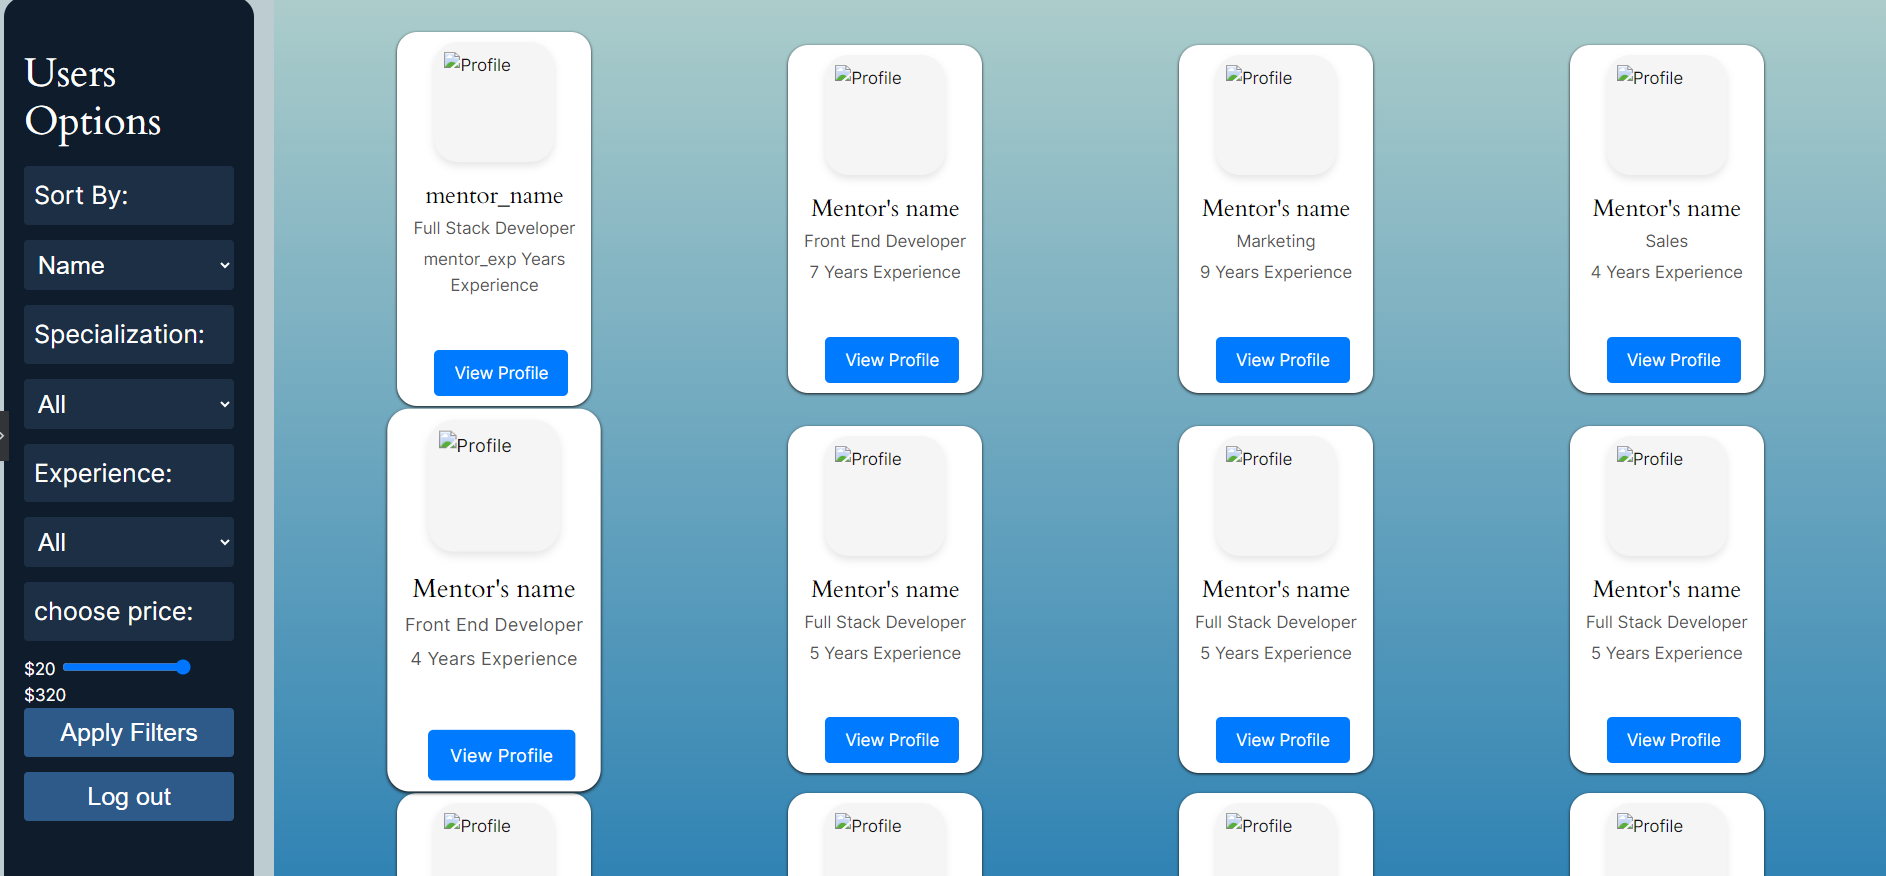 Users
Options
Sort By:
Name
Specialization:
All
Experience:
All
choose price:
$20
$320
Apply Filters
Log out
Profile
mentor_name
Full Stack Developer
mentor_exp Years
Experience
View Profile
Profile
Mentor's name
Front End Developer
7 Years Experience
View Profile
Profile
Mentor's name
Marketing
9 Years Experience
View Profile
Profile
Mentor's name
Sales
4 Years Experience
View Profile
Profile
Mentor's name
Front End Developer
4 Years Experience
View Profile
Profile
Mentor's name
Full Stack Developer
5 Years Experience
View Profile
Profile
Mentor's name
Full Stack Developer
5 Years Experience
View Profile
Profile
Mentor's name
Full Stack Developer
5 Years Experience
View Profile
Profile
Profile
Profile
Profile